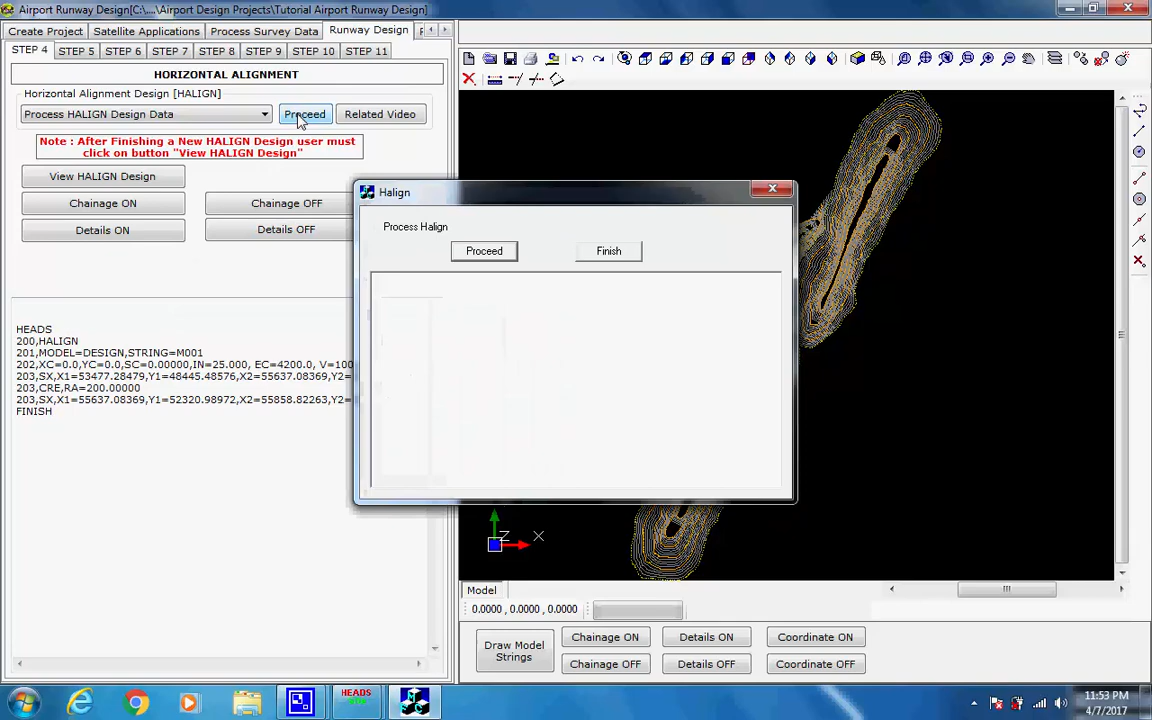 Airport Runway Design[C:\....\Airport Design Projects\Tutorial Airport Runway Design]
Create Project Satellite Applications Process Survey Data Runway Design
STEP 4 STEP 5 STEP 6 STEP 7 STEP 8 STEP 9 STEP 10 STEP 11
HORIZONTAL ALIGNMENT
Horizontal Alignment Design [HALIGN]
Process HALIGN Design Data Proceed Related Video
Note : After Finishing a New HALIGN Design user must
click on button "View HALIGN Design"
View HALIGN Design
Chainage ON Chainage OFF
Details ON Details OFF
HEADS
200,HALIGN
201,MODEL=DESIGN,STRING=M001
202,XC=0.0,YC=0.0,SC=0.00000,IN=25.000, EC=4200.0, V=100
203,SX,X1=53477.28479,Y1=48445.48576,X2=55637.08369,Y2=
203,CRE,RA=200.00000
203,SX,X1=55637.08369,Y1=52320.98972,X2=55858.82263,Y2=
FINISH
Halign
Process Halign
Proceed Finish
Z X
Model
0.0000 , 0.0000 , 0.0000
Draw Model
Strings
Chainage ON Details ON Coordinate ON
Chainage OFF Details OFF Coordinate OFF
HEADS
11:53 PM
4/7/2017